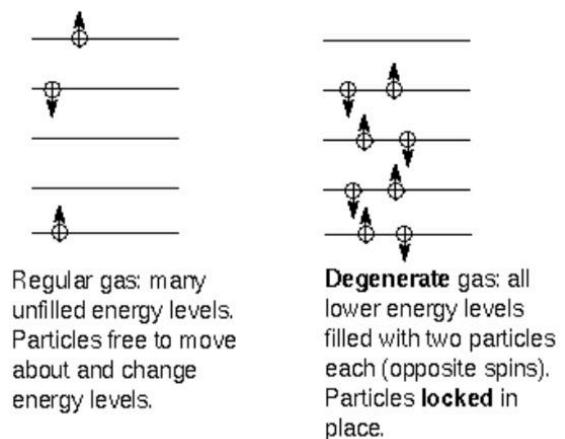 Regular gas: many
unfilled energy levels.
Particles free to move
about and change
energy levels.
Degenerate gas: all
lower energy levels
filled with two particles
each (opposite spins).
Particles locked in
place.